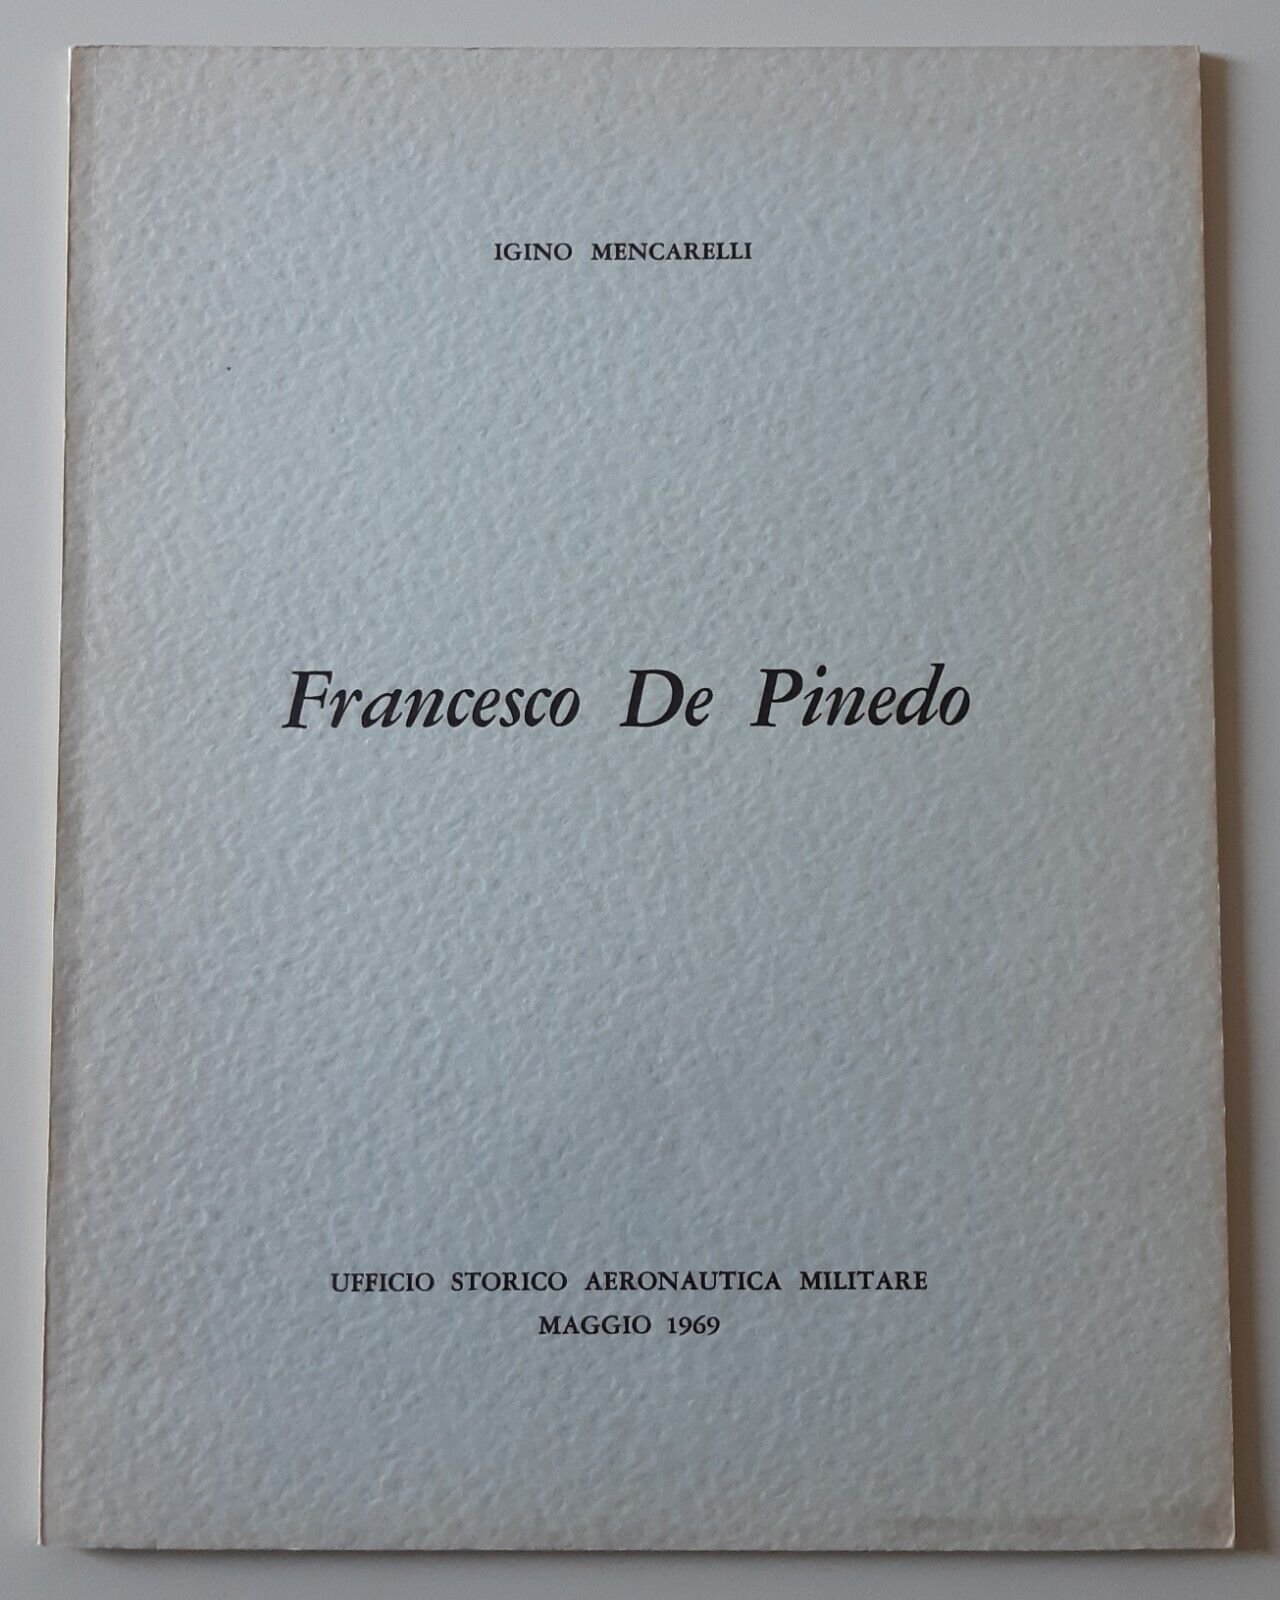 IGINO MENCARELLI
Francesco De Pinedo
UFFICIO STORICO AERONAUTICA MILITARE
MAGGIO 1969